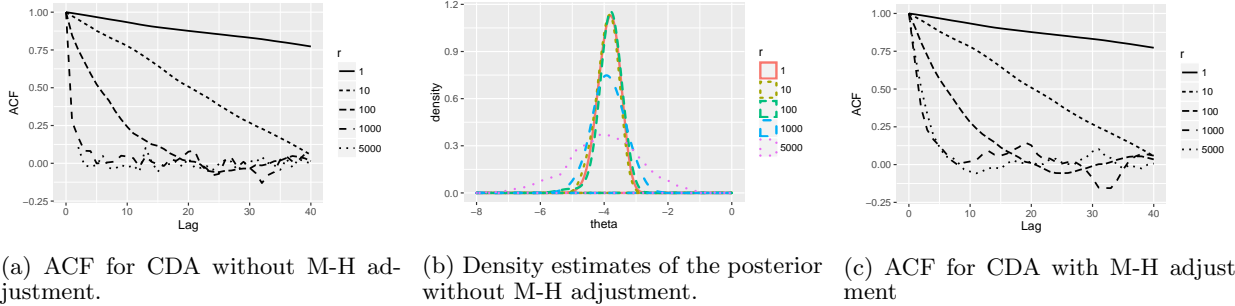 1.00
0.75
0.50
0.25
0.00
−0.25
ACF
0 10 20 30 40
Lag
r
1
10
100
1000
5000
1.2
0.9
0.6
0.3
0.0
density
−8 −6 −4 −2 0
theta
r
1
10
100
1000
5000
1.00
0.75
0.50
0.25
0.00
−0.25
ACF
0 10 20 30 40
Lag
r
1
10
100
1000
5000
(a) ACF for CDA without M-H ad-
justment.
(b) Density estimates of the posterior
without M-H adjustment.
(c) ACF for CDA with M-H adjust
ment